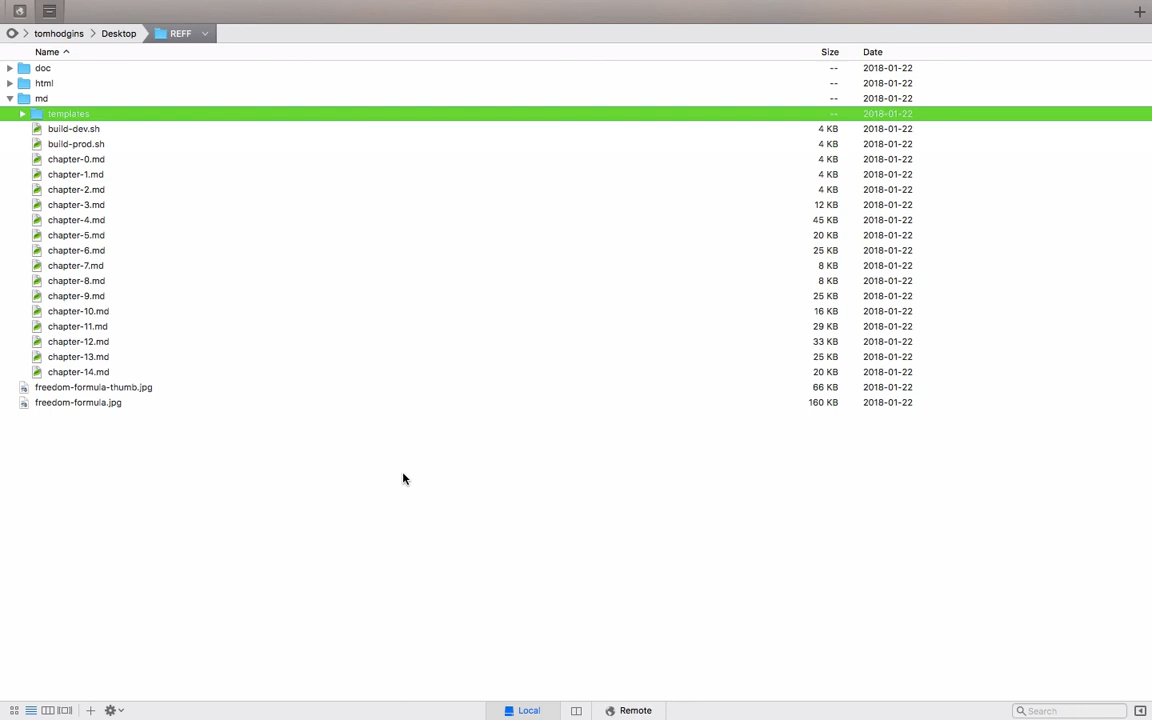 tomhodgins Desktop REFF
Name Size Date
doc -- 2018-01-22
html -- 2018-01-22
md -- 2018-01-22
templates -- 2018-01-22
build-dev.sh 4 KB 2018-01-22
build-prod.sh 4 KB 2018-01-22
chapter-0.md 4 KB 2018-01-22
chapter-1.md 4 KB 2018-01-22
chapter-2.md 4 KB 2018-01-22
chapter-3.md 12 KB 2018-01-22
chapter-4.md 45 KB 2018-01-22
chapter-5.md 20 KB 2018-01-22
chapter-6.md 25 KB 2018-01-22
chapter-7.md 8 KB 2018-01-22
chapter-8.md 8 KB 2018-01-22
chapter-9.md 25 KB 2018-01-22
chapter-10.md 16 KB 2018-01-22
chapter-11.md 29 KB 2018-01-22
chapter-12.md 33 KB 2018-01-22
chapter-13.md 25 KB 2018-01-22
chapter-14.md 20 KB 2018-01-22
freedom-formula-thumb.jpg 66 KB 2018-01-22
freedom-formula.jpg 160 KB 2018-01-22
Local Remote Search